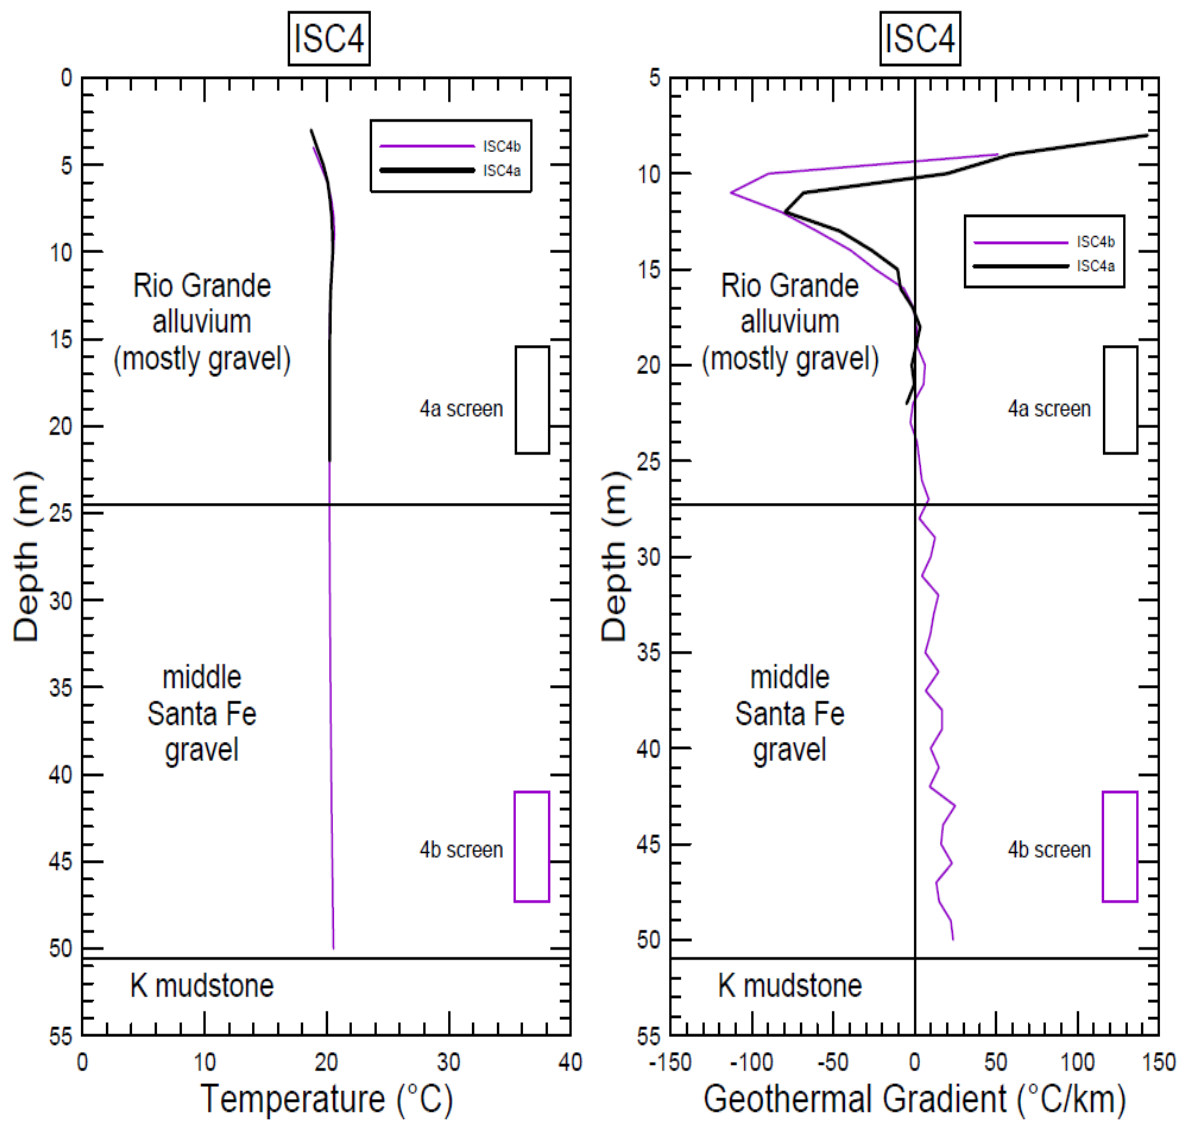 ISC4
0
5
10
15
20
25
30
35
40
45
50
55
Depth (m)
ISC4b
ISC4a
Rio Grande
alluvium
(mostly gravel)
4a screen
middle
Santa Fe
gravel
4b screen
K mudstone
0
10
20
30
40
Temperature (°C)
ISC4
5
10
15
20
25
30
35
40
45
50
55
Depth (m)
ISC4b
ISC4a
Rio Grande
alluvium
(mostly gravel)
4a screen
middle
Santa Fe
gravel
4b screen
K mudstone
-150
-100
-50
0
50
100
150
Geothermal Gradient (°C/km)